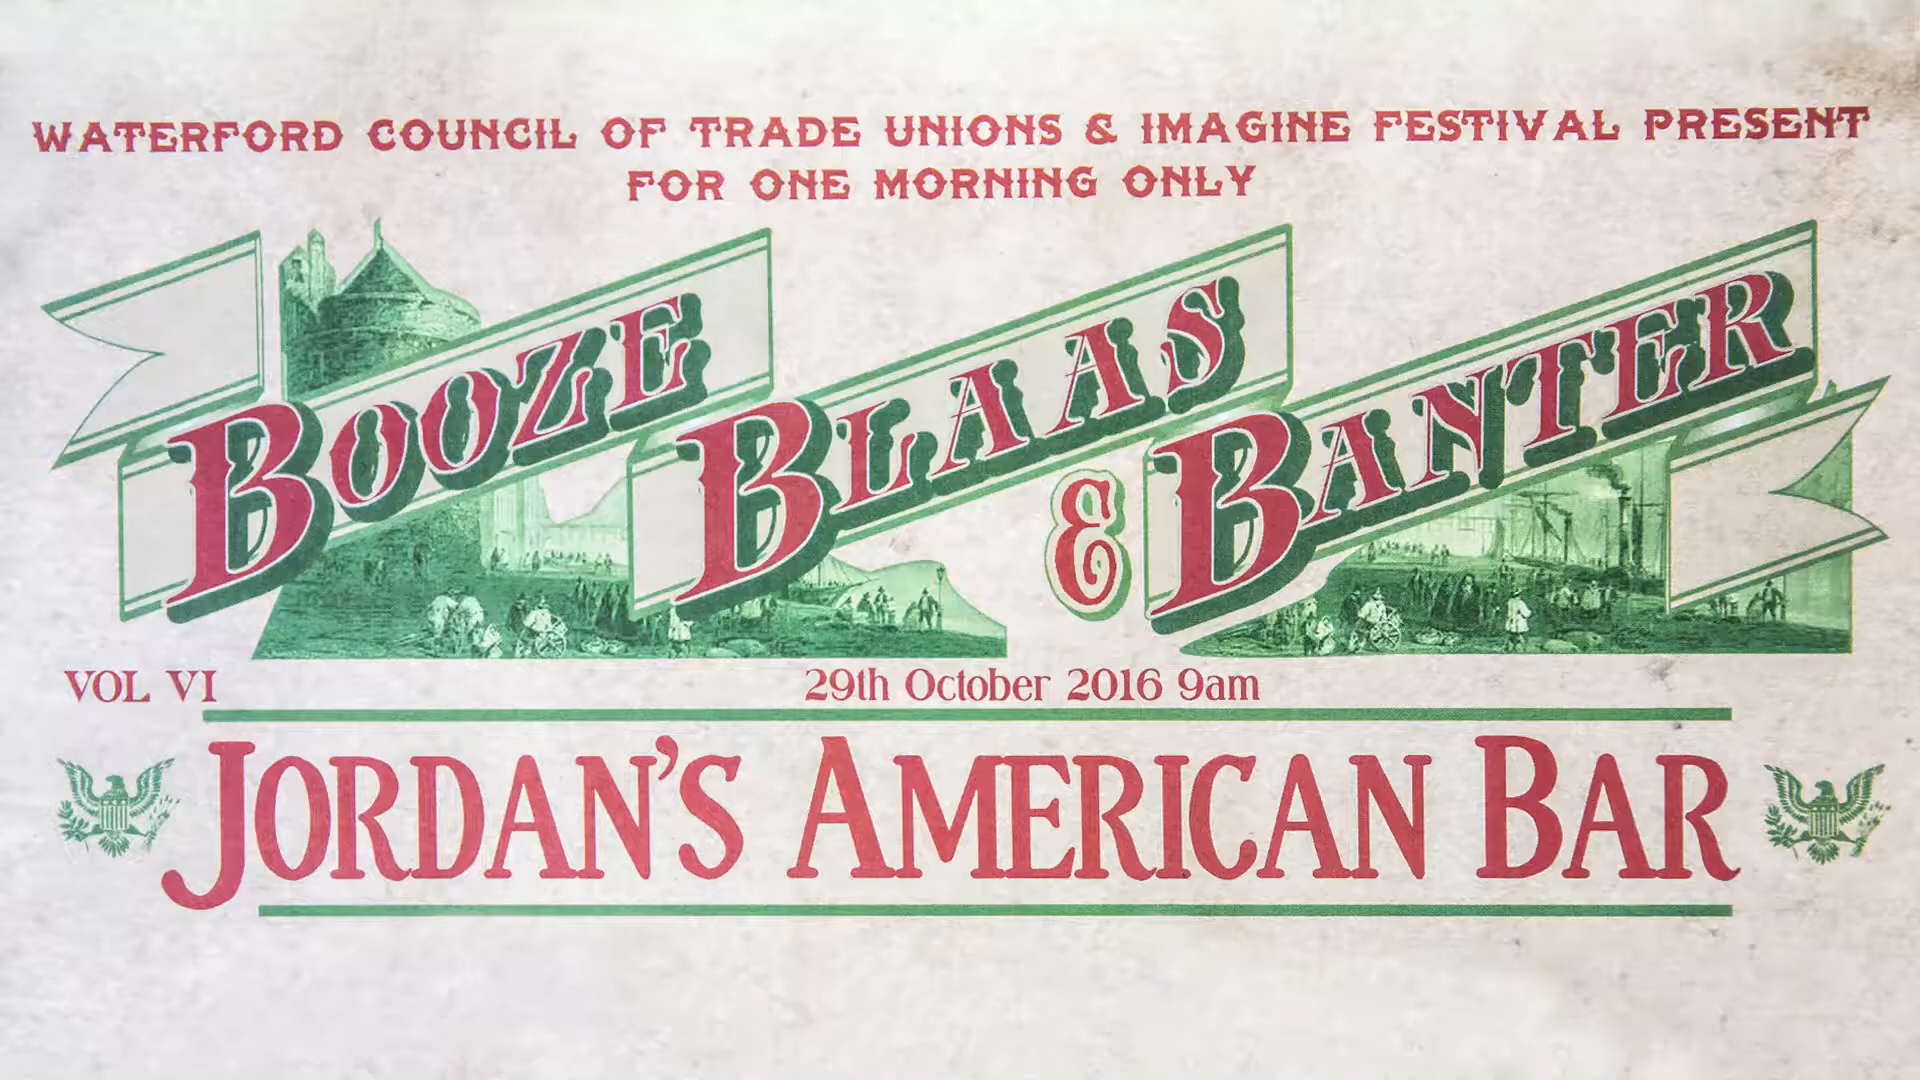 WATERFORD COUNCIL OF TRADE UNIONS & IMAGINE FESTIVAL PRESENT
FOR ONE MORNING ONLY
BOOZE BLAAS & BANTER
VOL VI 29th October 2016 9am
JORDAN'S AMERICAN BAR